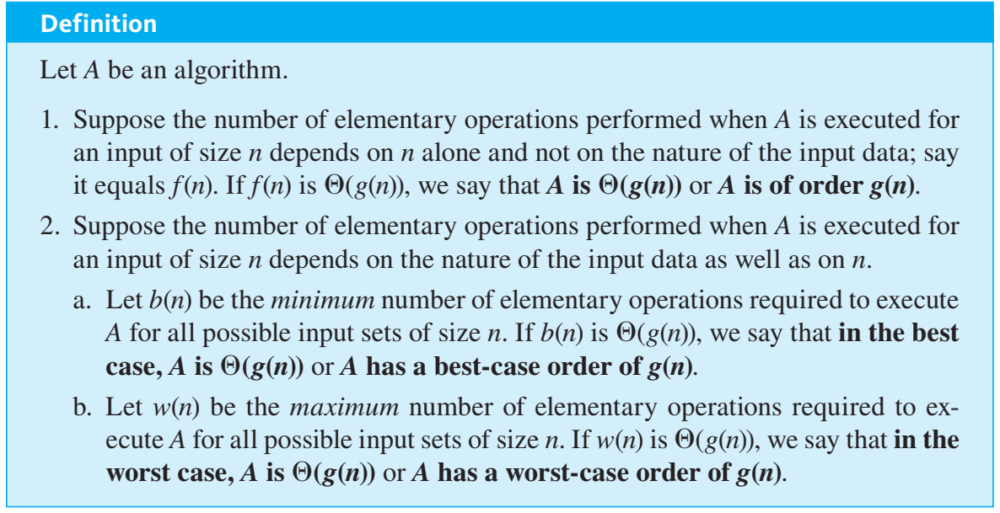 Definition
Let A be an algorithm.
1. Suppose the number of elementary operations performed when A is executed for
an input of size n depends on n alone and not on the nature of the input data; say
it equals f(n). If f(n) is Θ(g(n)), we say that A is Θ(g(n)) or A is of order g(n).
2. Suppose the number of elementary operations performed when A is executed for
an input of size n depends on the nature of the input data as well as on n.
a. Let b(n) be the minimum number of elementary operations required to execute
A for all possible input sets of size n. If b(n) is Θ(g(n)), we say that in the best
case, A is Θ(g(n)) or A has a best-case order of g(n).
b. Let w(n) be the maximum number of elementary operations required to ex-
ecute A for all possible input sets of size n. If w(n) is Θ(g(n)), we say that in the
worst case, A is Θ(g(n)) or A has a worst-case order of g(n).